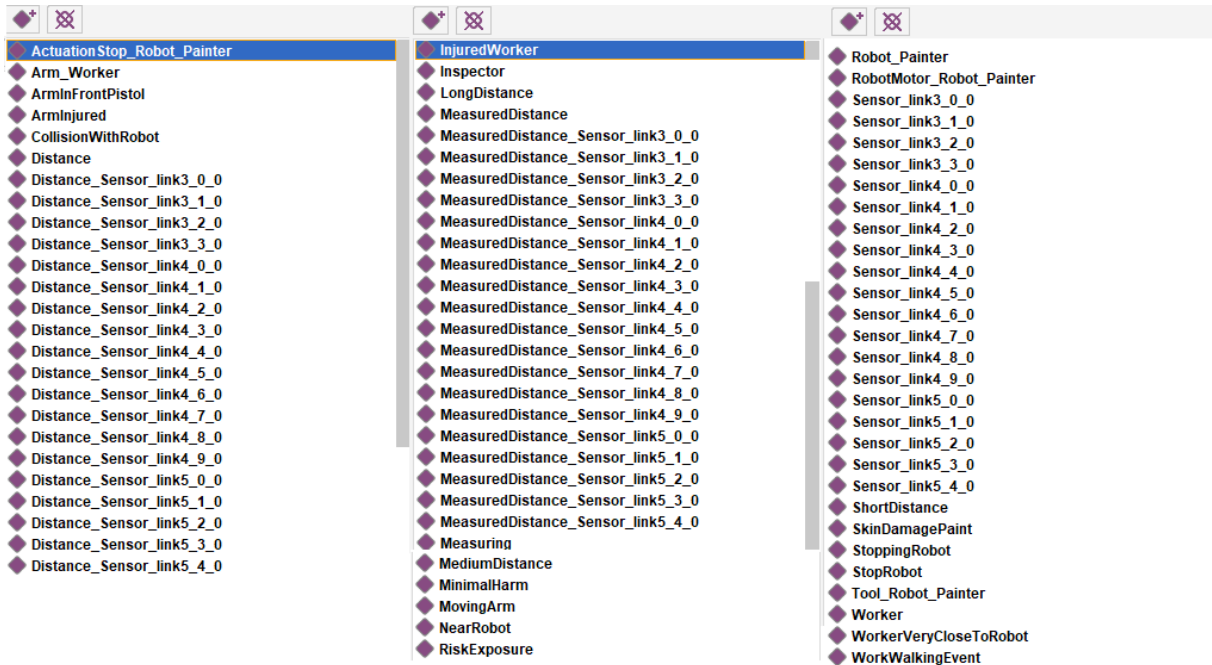 ActuationStop_Robot_Painter
Arm_Worker
ArmInFrontPistol
ArmInjured
CollisionWithRobot
Distance
Distance_Sensor_link3_0_0
Distance_Sensor_link3_1_0
Distance_Sensor_link3_2_0
Distance_Sensor_link3_3_0
Distance_Sensor_link4_0_0
Distance_Sensor_link4_1_0
Distance_Sensor_link4_2_0
Distance_Sensor_link4_3_0
Distance_Sensor_link4_4_0
Distance_Sensor_link4_5_0
Distance_Sensor_link4_6_0
Distance_Sensor_link4_7_0
Distance_Sensor_link4_8_0
Distance_Sensor_link4_9_0
Distance_Sensor_link5_0_0
Distance_Sensor_link5_1_0
Distance_Sensor_link5_2_0
Distance_Sensor_link5_3_0
Distance_Sensor_link5_4_0
InjuredWorker
Inspector
LongDistance
MeasuredDistance
MeasuredDistance_Sensor_link3_0_0
MeasuredDistance_Sensor_link3_1_0
MeasuredDistance_Sensor_link3_2_0
MeasuredDistance_Sensor_link3_3_0
MeasuredDistance_Sensor_link4_0_0
MeasuredDistance_Sensor_link4_1_0
MeasuredDistance_Sensor_link4_2_0
MeasuredDistance_Sensor_link4_3_0
MeasuredDistance_Sensor_link4_4_0
MeasuredDistance_Sensor_link4_5_0
MeasuredDistance_Sensor_link4_6_0
MeasuredDistance_Sensor_link4_7_0
MeasuredDistance_Sensor_link4_8_0
MeasuredDistance_Sensor_link4_9_0
MeasuredDistance_Sensor_link5_0_0
MeasuredDistance_Sensor_link5_1_0
MeasuredDistance_Sensor_link5_2_0
MeasuredDistance_Sensor_link5_3_0
MeasuredDistance_Sensor_link5_4_0
Measuring
MediumDistance
MinimalHarm
MovingArm
NearRobot
RiskExposure
Robot_Painter
RobotMotor_Robot_Painter
Sensor_link3_0_0
Sensor_link3_1_0
Sensor_link3_2_0
Sensor_link3_3_0
Sensor_link4_0_0
Sensor_link4_1_0
Sensor_link4_2_0
Sensor_link4_3_0
Sensor_link4_4_0
Sensor_link4_5_0
Sensor_link4_6_0
Sensor_link4_7_0
Sensor_link4_8_0
Sensor_link4_9_0
Sensor_link5_0_0
Sensor_link5_1_0
Sensor_link5_2_0
Sensor_link5_3_0
Sensor_link5_4_0
ShortDistance
SkinDamagePaint
StoppingRobot
StopRobot
Tool_Robot_Painter
Worker
WorkerVeryCloseToRobot
WorkWalkingEvent